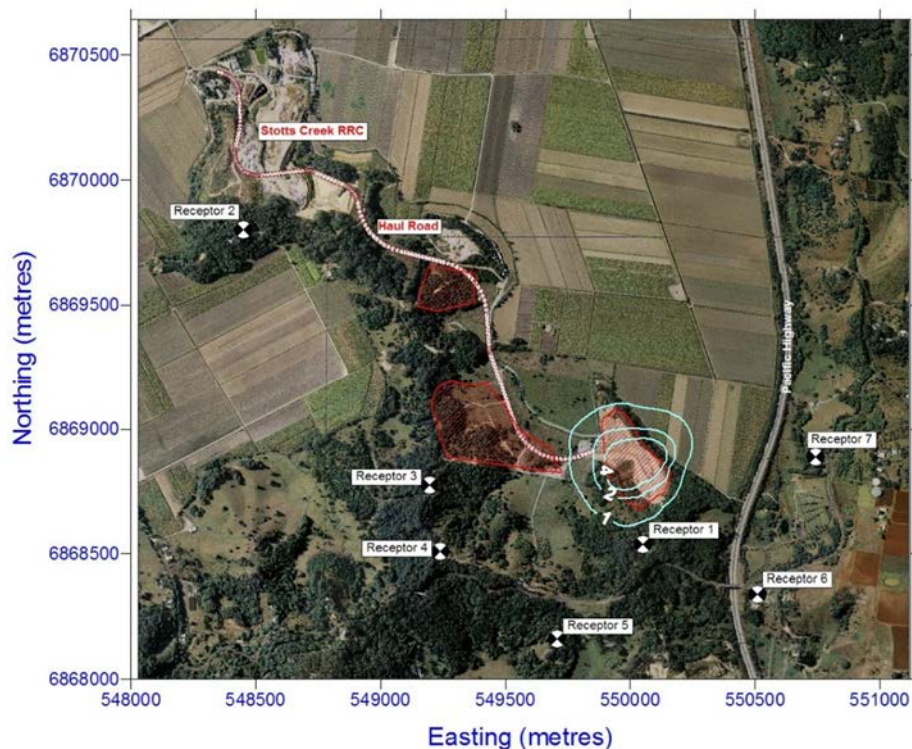 6870500
Stotts Creek RRC
6870000
Receptor 2
Haul Road
6869500
Pacific Highway
Northing (metres)
6869000
Receptor 7
4
2
1
Receptor 3
Receptor 1
Receptor 4
6868500
Receptor 6
Receptor 5
6868000
548000 548500 549000 549500 550000 550500 551000
Easting (metres)